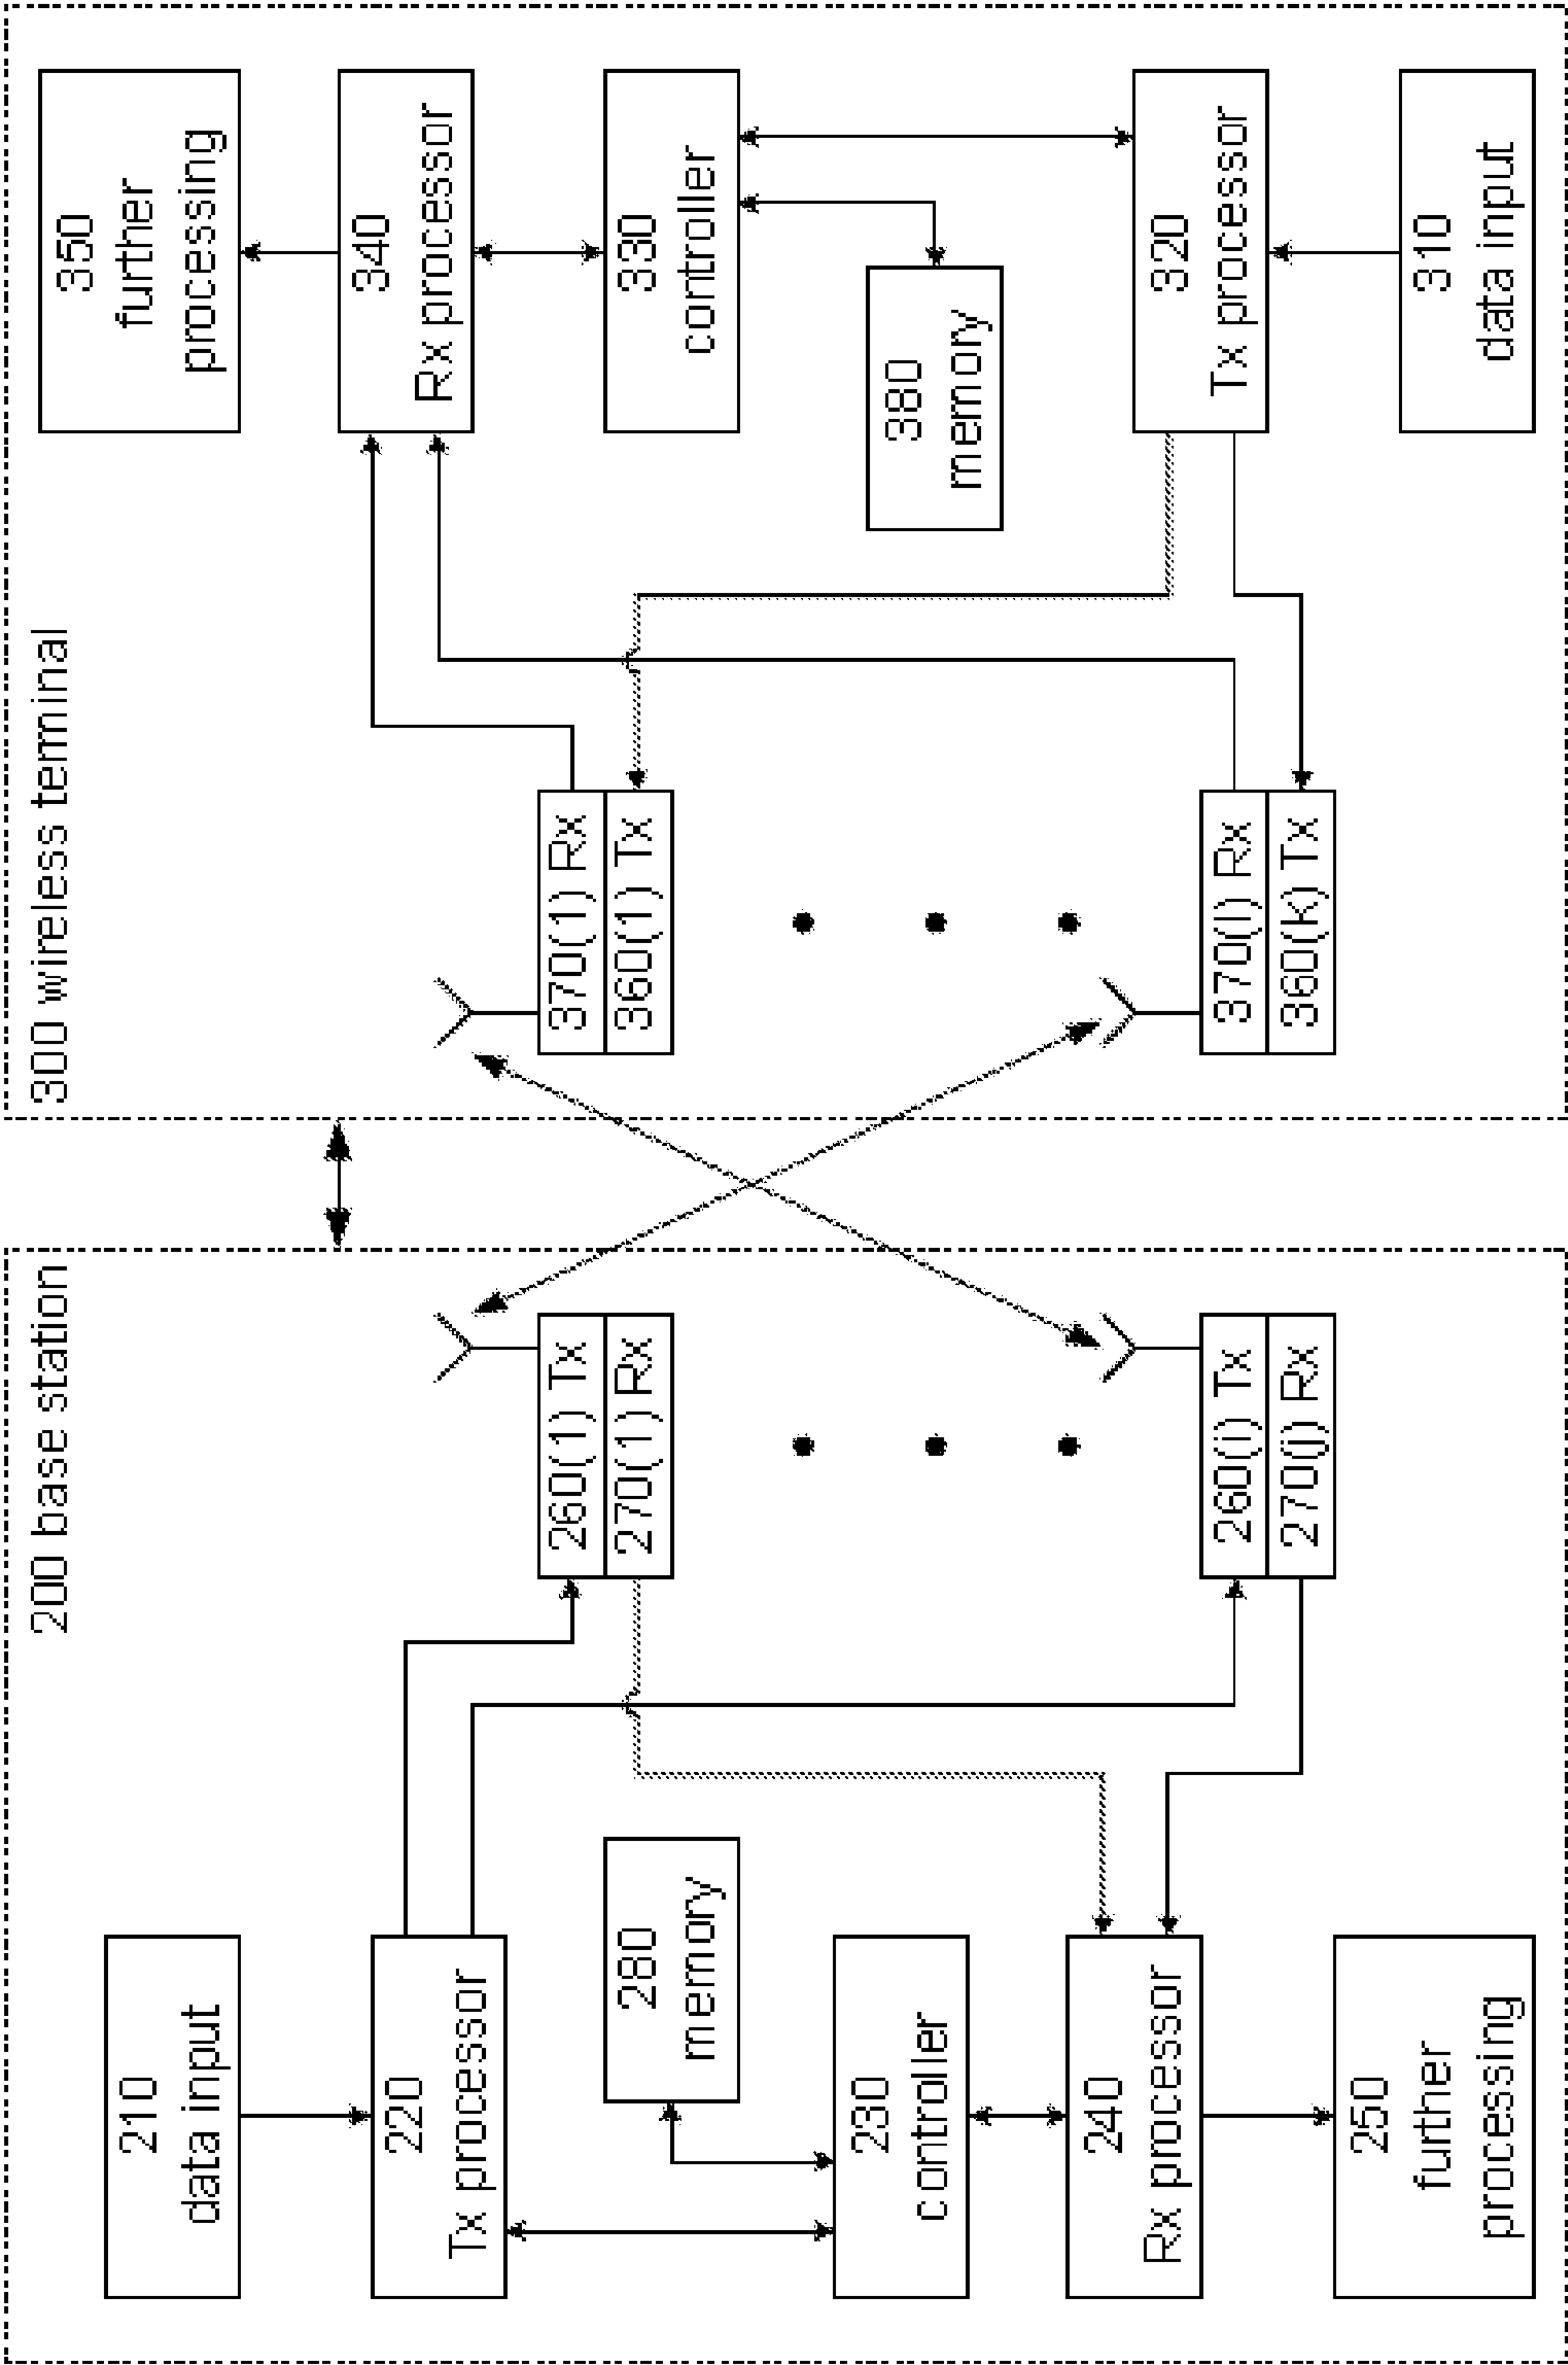 200 base station
210
data input
220
Tx processor
280
memory
230
controller
240
Rx processor
250
further
processing
260(1) Tx
270(1) Rx
260(i) Tx
270(j) Rx
300 wireless terminal
370(1) Rx
360(1) Tx
370(l) Rx
360(k) Tx
350
further
processing
340
Rx processor
330
controller
380
memory
320
Tx processor
310
data input